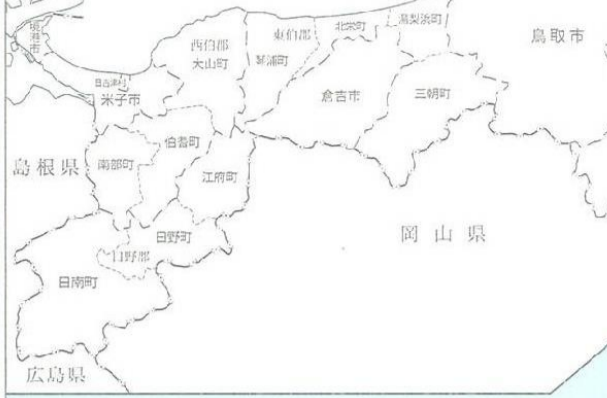 境港市
西伯郡
大山町
東伯郡
琴浦町
北栄町
湯梨浜町
鳥取市
日吉津村
米子市
倉吉市
三朝町
伯耆町
島根県
南部町
江府町
岡山県
日野町
日野郡
日南町
広島県